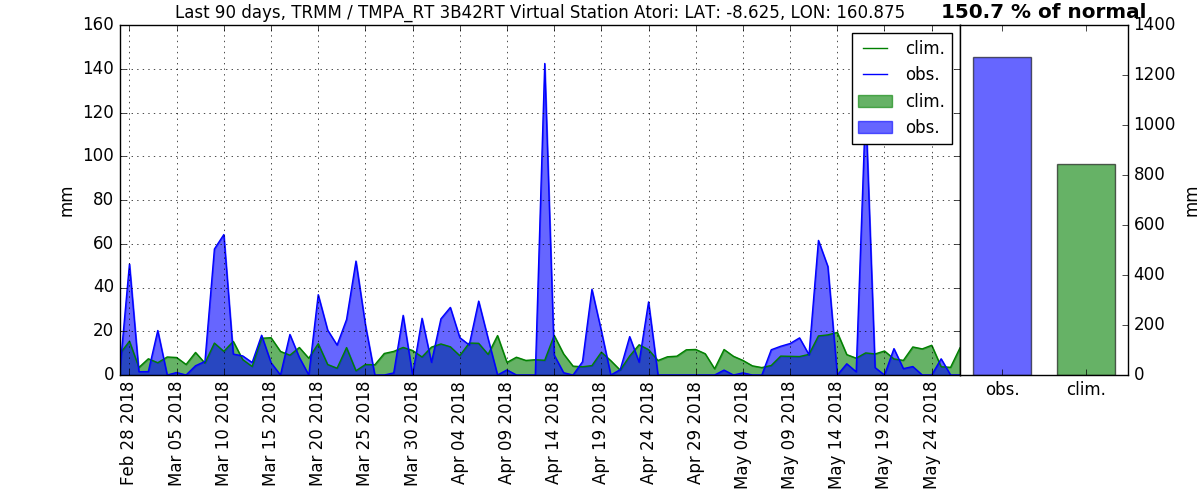 Last 90 days, TRMM / TMPA_RT 3B42RT Virtual Station Atori: LAT: -8.625, LON: 160.875
150.7 % of normal
160
140
120
100
80
60
40
20
0
mm
clim.
obs.
clim.
obs.
1400
1200
1000
800
600
400
200
0
mm
Feb 28 2018
Mar 05 2018
Mar 10 2018
Mar 15 2018
Mar 20 2018
Mar 25 2018
Mar 30 2018
Apr 04 2018
Apr 09 2018
Apr 14 2018
Apr 19 2018
Apr 24 2018
Apr 29 2018
May 04 2018
May 09 2018
May 14 2018
May 19 2018
May 24 2018
obs.
clim.